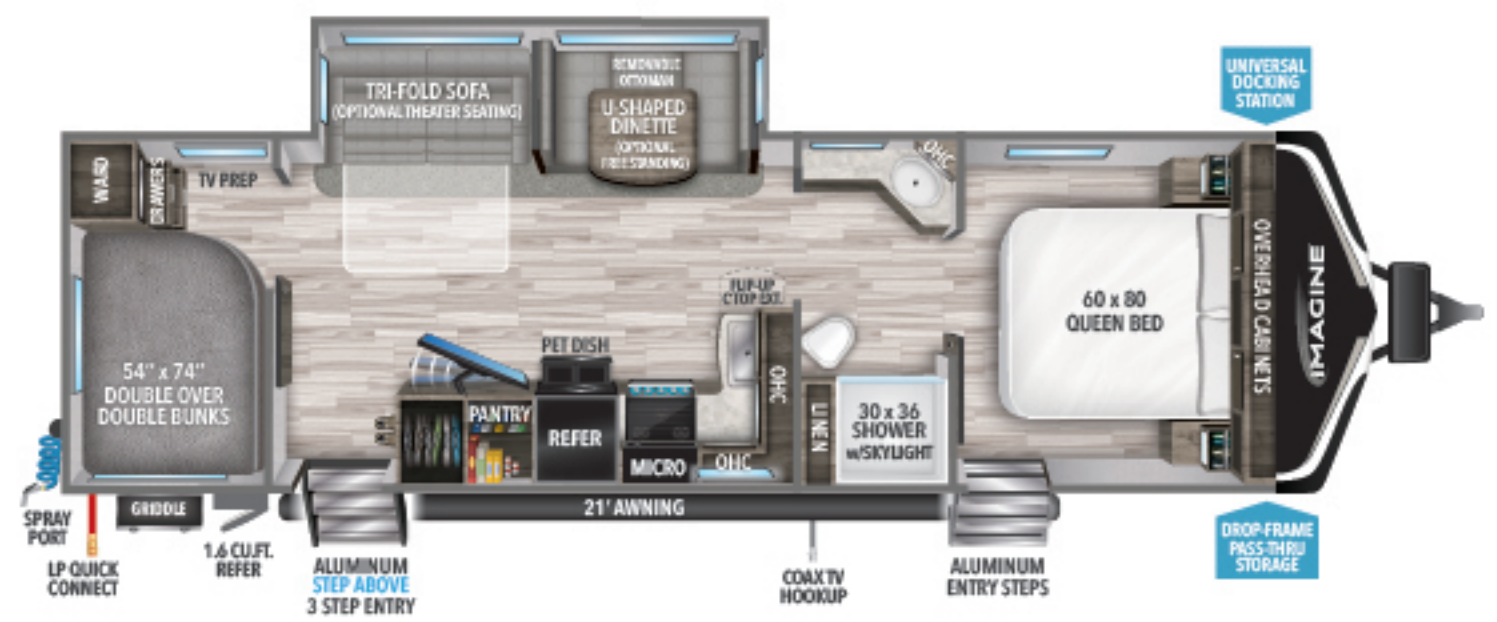 UNIVERSAL
DOCKING
STATION
REMOVABLE
OTTOMAN
TRI-FOLD SOFA
(OPTIONAL THEATER SEATING)
U-SHAPED
DINETTE
(OPTIONAL
FREE STANDING)
WARD
DRAWERS
TV PREP
OHC
OVERHEAD CABINETS
IMAGINE
60 x 80
QUEEN BED
FLIP-UP
C'TOP EXT.
PET DISH
54" x 74"
DOUBLE OVER
DOUBLE BUNKS
PANTRY
REFER
MICRO
OHC
OHC
LINEN
30 x 36
SHOWER
w/SKYLIGHT
21' AWNING
GRIDDLE
SPRAY
PORT
LP QUICK
CONNECT
1.6 CU.FT.
REFER
ALUMINUM
STEP ABOVE
3 STEP ENTRY
COAX TV
HOOKUP
ALUMINUM
ENTRY STEPS
DROP-FRAME
PASS-THRU
STORAGE